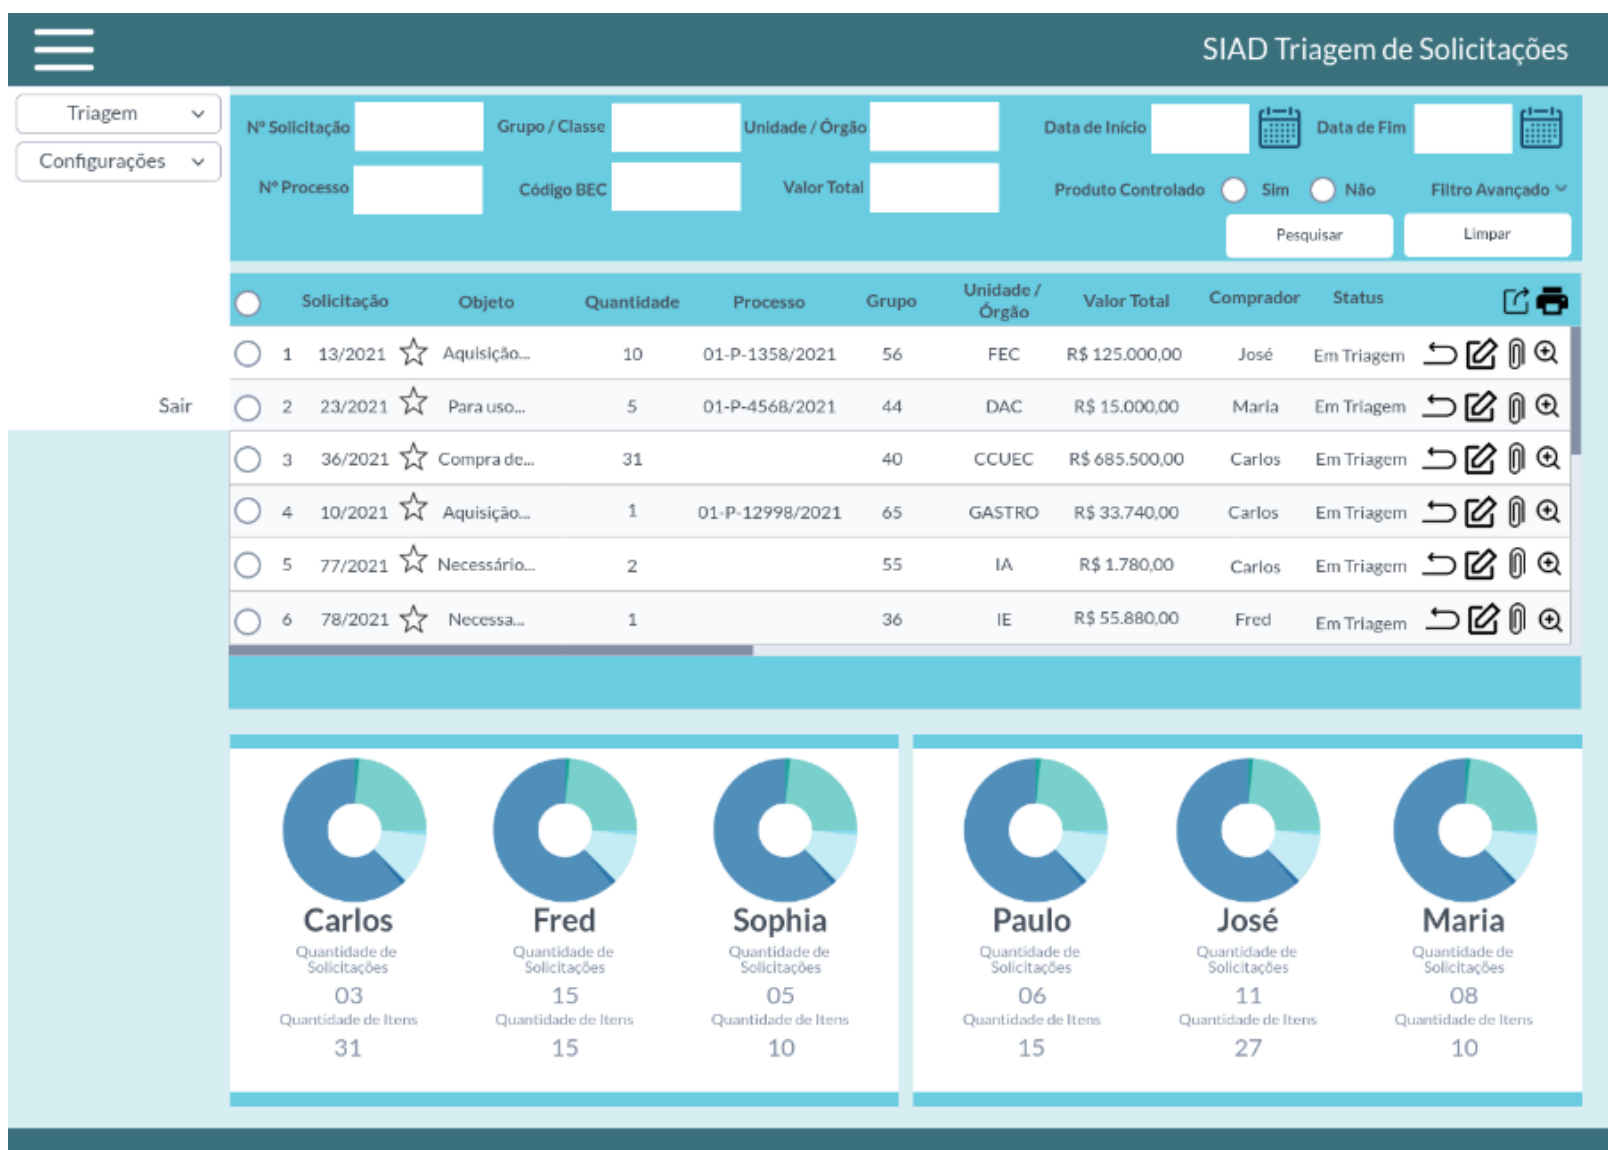 SIAD Triagem de Solicitações
Triagem
Configurações
Sair
Nº Solicitação Grupo / Classe Unidade / Órgão Data de Início Data de Fim
Nº Processo Código BEC Valor Total Produto Controlado Sim Não Filtro Avançado
Pesquisar Limpar
Solicitação Objeto Quantidade Processo Grupo Unidade / Órgão Valor Total Comprador Status
1 13/2021 Aquisição... 10 01-P-1358/2021 56 FEC R$ 125.000,00 José Em Triagem
2 23/2021 Para uso... 5 01-P-4568/2021 44 DAC R$ 15.000,00 Maria Em Triagem
3 36/2021 Compra de... 31 40 CCUEC R$ 685.500,00 Carlos Em Triagem
4 10/2021 Aquisição... 1 01-P-12998/2021 65 GASTRO R$ 33.740,00 Carlos Em Triagem
5 77/2021 Necessário... 2 55 IA R$ 1.780,00 Carlos Em Triagem
6 78/2021 Necessa... 1 36 IE R$ 55.880,00 Fred Em Triagem
Carlos
Quantidade de
Solicitações
03
Quantidade de Itens
31
Fred
Quantidade de
Solicitações
15
Quantidade de Itens
15
Sophia
Quantidade de
Solicitações
05
Quantidade de Itens
10
Paulo
Quantidade de
Solicitações
06
Quantidade de Itens
15
José
Quantidade de
Solicitações
11
Quantidade de Itens
27
Maria
Quantidade de
Solicitações
08
Quantidade de Itens
10